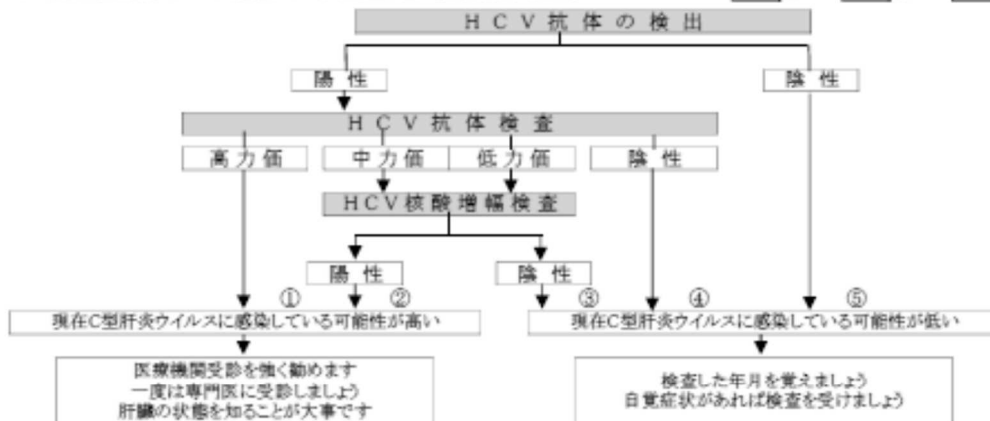 HCV抗体の検出
陽性
陰性
HCV抗体検査
高力価
中力価
低力価
陰性
HCV核酸増幅検査
陽性
陰性
①
②
③
④
⑤
現在C型肝炎ウイルスに感染している可能性が高い
現在C型肝炎ウイルスに感染している可能性が低い
医療機関受診を強く勧めます
一度は専門医に受診しましょう
肝臓の状態を知ることが大事です
検査した年月を覚えましょう
自覚症状があれば検査を受けましょう